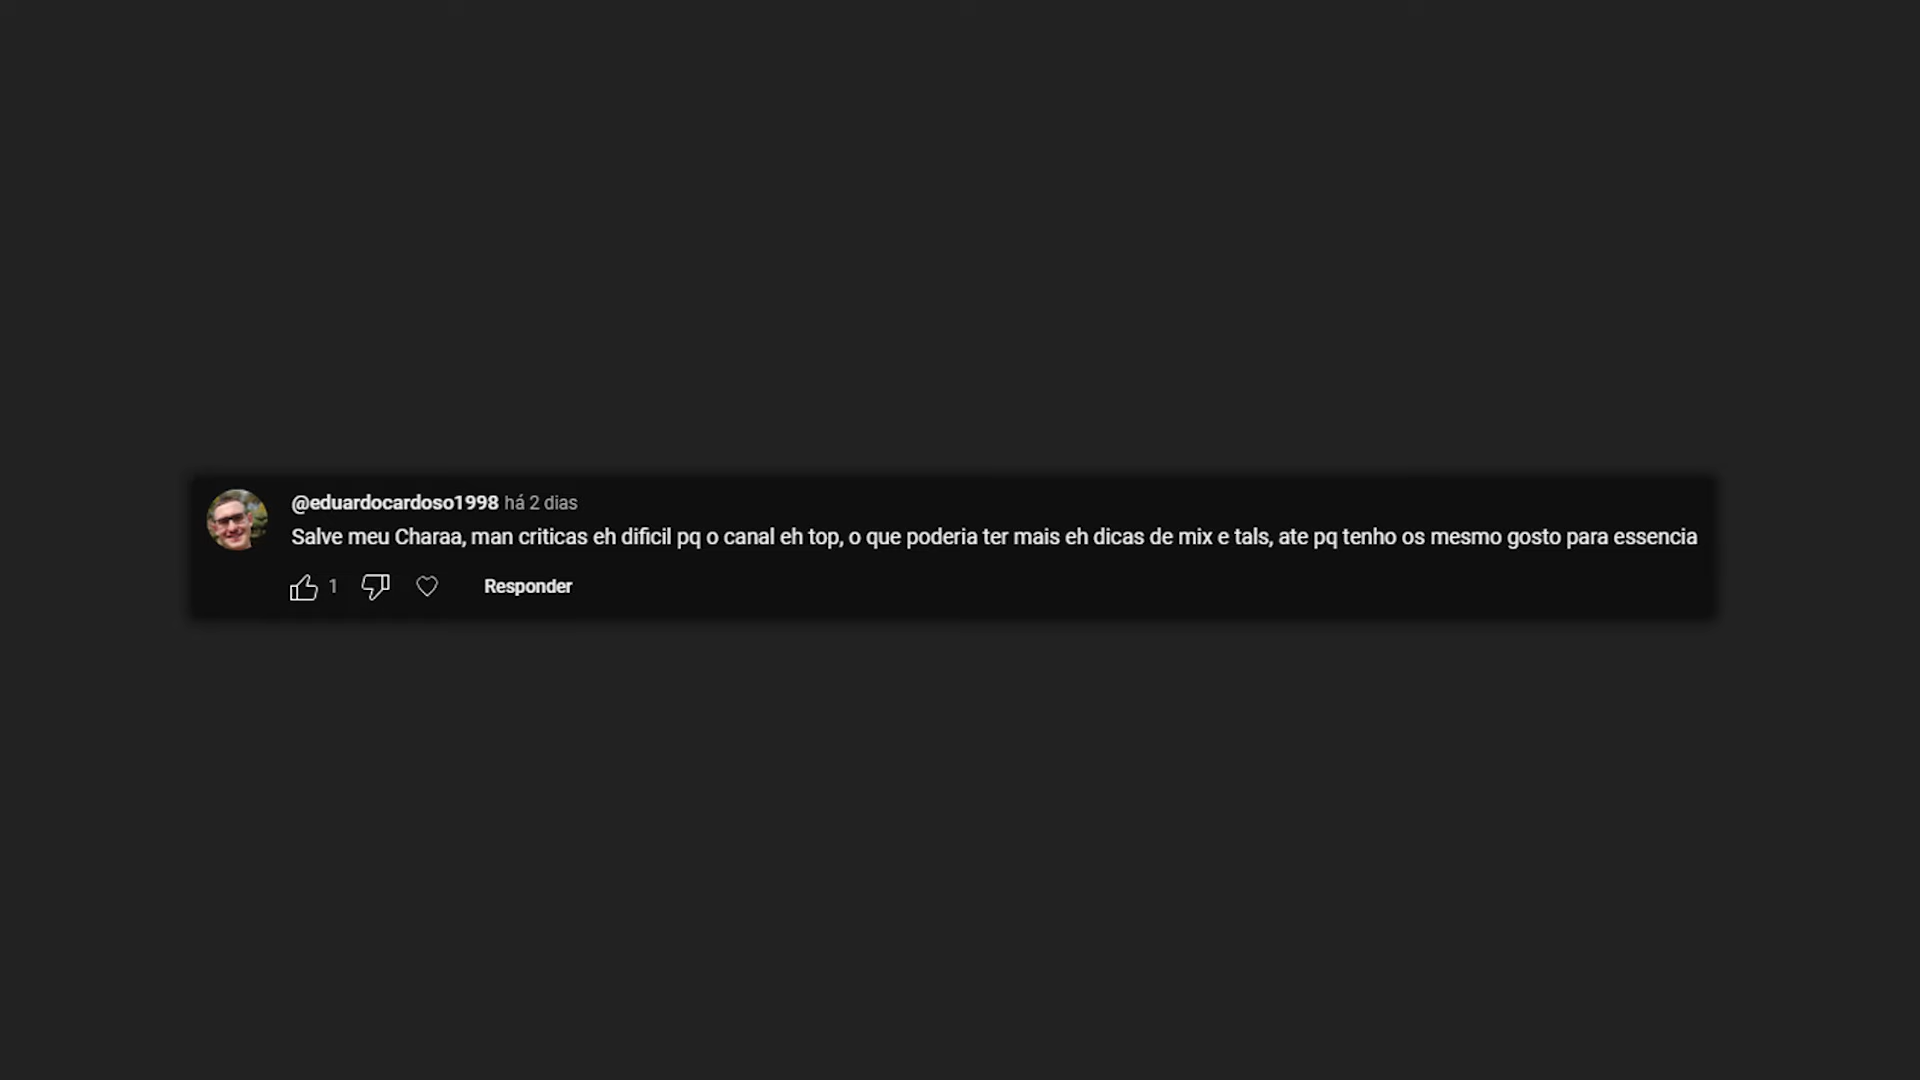 @eduardocardoso1998 há 2 dias
Salve meu Charaa, man criticas eh dificil pq o canal eh top, o que poderia ter mais eh dicas de mix e tals, ate pq tenho os mesmo gosto para essencia
1 Responder